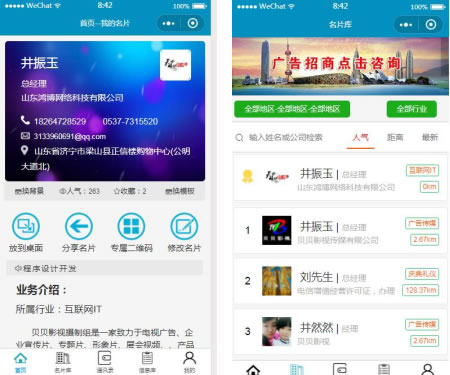 WeChat 8:42 100%
首页--我的名片
井振玉
总经理
山东鸿博网络科技有限公司
18264728529 0537-7315520
3133960691@qq.com
山东省济宁市梁山县正信楼购物中心(公明
大道北)
换背景 人气：263 收藏：2 换模板
放到桌面 分享名片 专属二维码 修改名片
程序设计开发
业务介绍：
所属行业：互联网IT
贝贝影视摄制组是一家致力于电视广告、企
业宣传片、专题片、形象片、展会视频、、产品
首页 名片库 通讯录 信息库 我的
WeChat 8:42 100%
名片库
广告招商点击咨询
全部地区-全部地区-全部地区 全部行业
输入姓名或公司检索 人气 距离 最新
井振玉 | 总经理 互联网IT
山东鸿博网络科技有限公司 0km
1 井振玉 | 总经理 广告传媒
贝贝影视传媒有限公司 2.67km
2 刘先生 | 总经理 庆典礼仪
电信增值经营许可证，办理 128.37km
3 井然然 | 经理 广告传媒
贝贝影视 2.67km